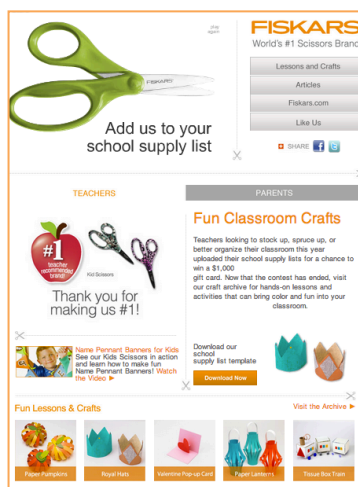 play
again
FISKARS
FISKARS
World's #1 Scissors Brand
Lessons and Crafts
Articles
Fiskars.com
Like Us
SHARE
Add us to your
school supply list
TEACHERS
PARENTS
#1
teacher
recommended
brand!
Kid Scissors
Thank you for
making us #1!
Fun Classroom Crafts
Teachers looking to stock up, spruce up, or
better organize their classroom this year
uploaded their school supply lists for a chance to
win a $1,000
gift card. Now that the contest has ended, visit
our craft archive for hands-on lessons and
activities that can bring color and fun into your
classroom.
Name Pennant Banners for Kids
See our Kids Scissors in action
and learn how to make fun
Name Pennant Banners! Watch
the Video
Download our
school
supply list template
Download Now
Fun Lessons & Crafts
Visit the Archive
Paper Pumpkins
Royal Hats
Valentine Pop-up Card
Paper Lanterns
Tissue Box Train